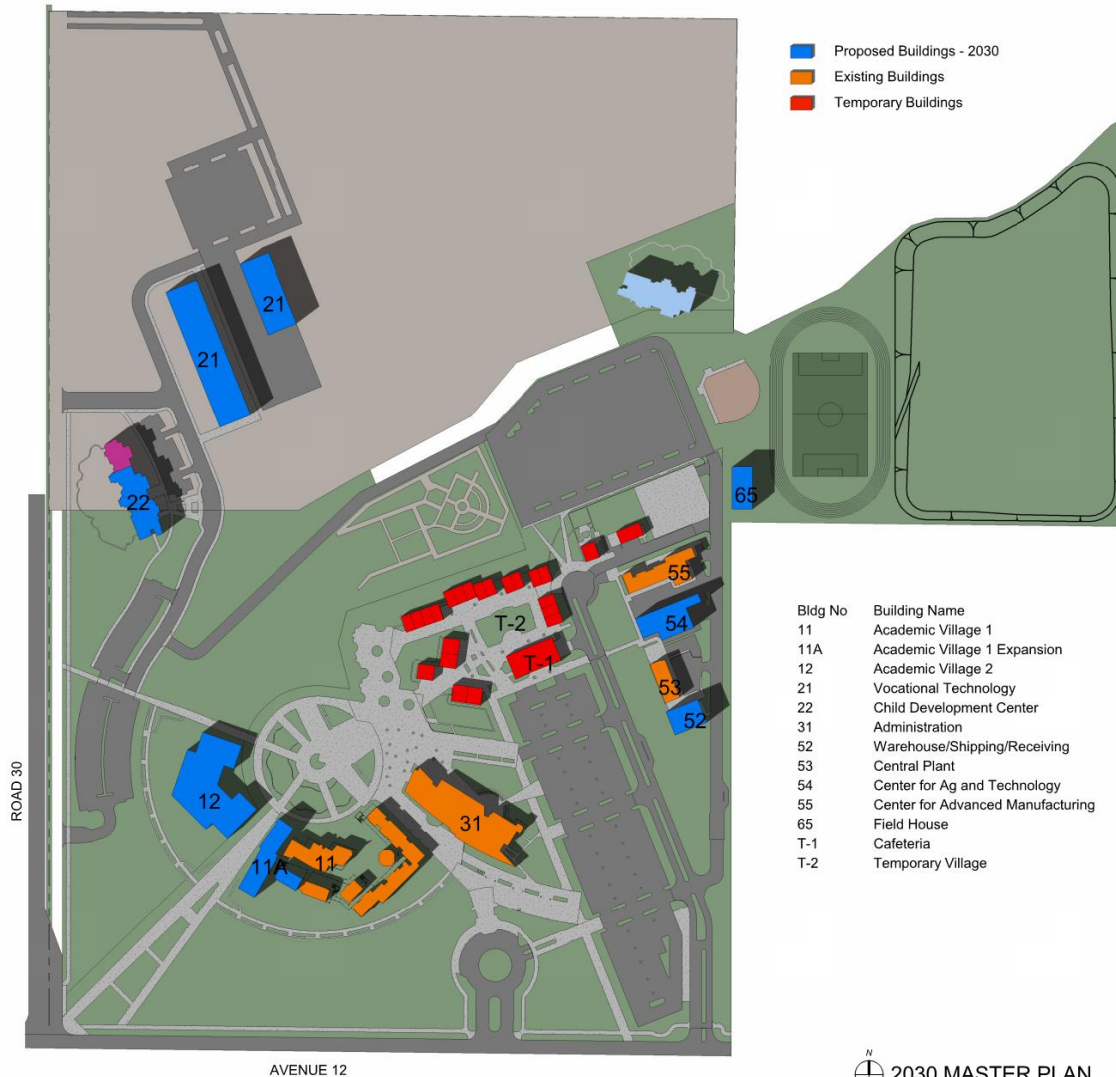 Proposed Buildings - 2030
Existing Buildings
Temporary Buildings
21
21
22
65
55
54
T-2
T-1
53
52
12
31
11
11A
Bldg No Building Name
11 Academic Village 1
11A Academic Village 1 Expansion
12 Academic Village 2
21 Vocational Technology
22 Child Development Center
31 Administration
52 Warehouse/Shipping/Receiving
53 Central Plant
54 Center for Ag and Technology
55 Center for Advanced Manufacturing
65 Field House
T-1 Cafeteria
T-2 Temporary Village
ROAD 30
AVENUE 12
N
2030 MASTER PLAN